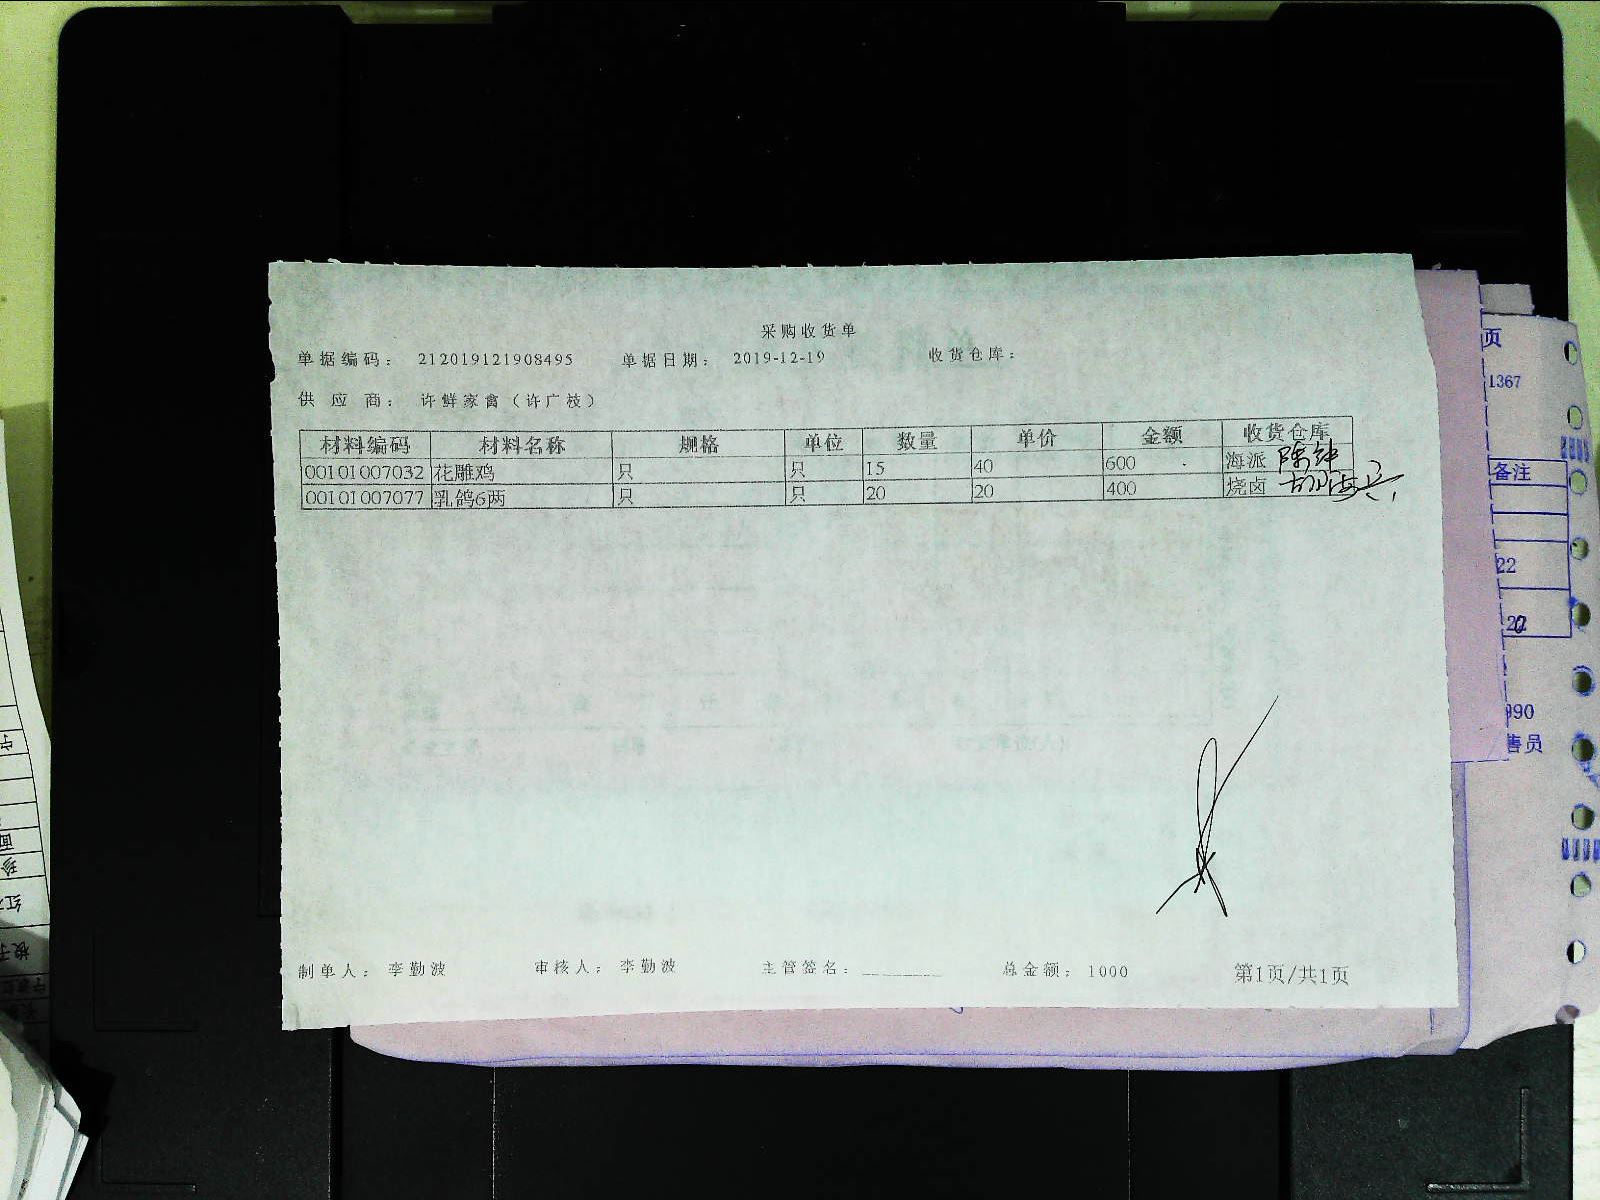 采购收货单
单据编码： 212019121908495 单据日期： 2019-12-19 收货仓库：
供 应 商： 许鲜家禽（许广枝）
材料编码 材料名称 规格 单位 数量 单价 金额 收货仓库
00101007032 花雕鸡 只 只 15 40 600 海派
00101007077 乳鸽6两 只 只 20 20 400 烧卤
制单人： 李勤波 审核人： 李勤波 主管签名：________ 总金额： 1000 第1页/共1页
页
1367
备注
22
990
售员